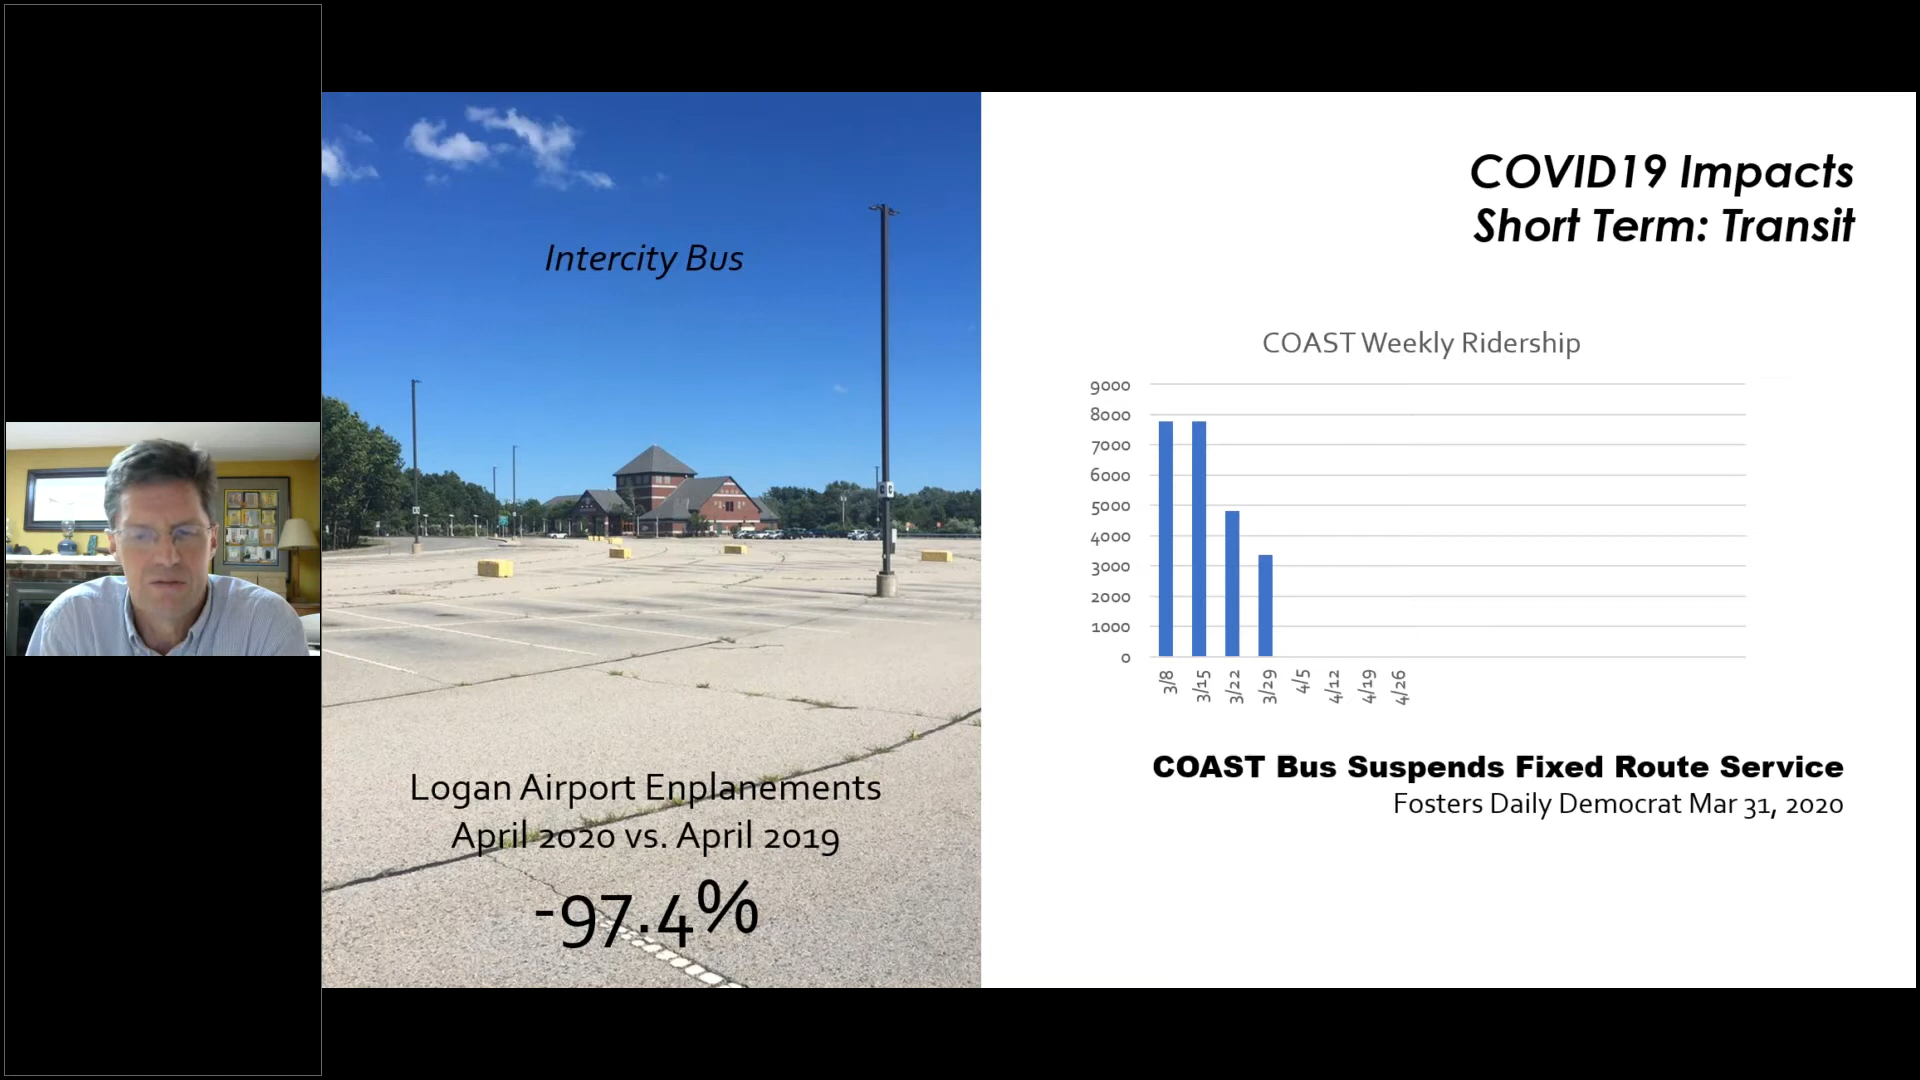 COVID19 Impacts
Short Term: Transit
Intercity Bus
Logan Airport Enplanements
April 2020 vs. April 2019
-97.4%
COAST Weekly Ridership
9000
8000
7000
6000
5000
4000
3000
2000
1000
0
3/8
3/15
3/22
3/29
4/5
4/12
4/19
4/26
COAST Bus Suspends Fixed Route Service
Fosters Daily Democrat Mar 31, 2020